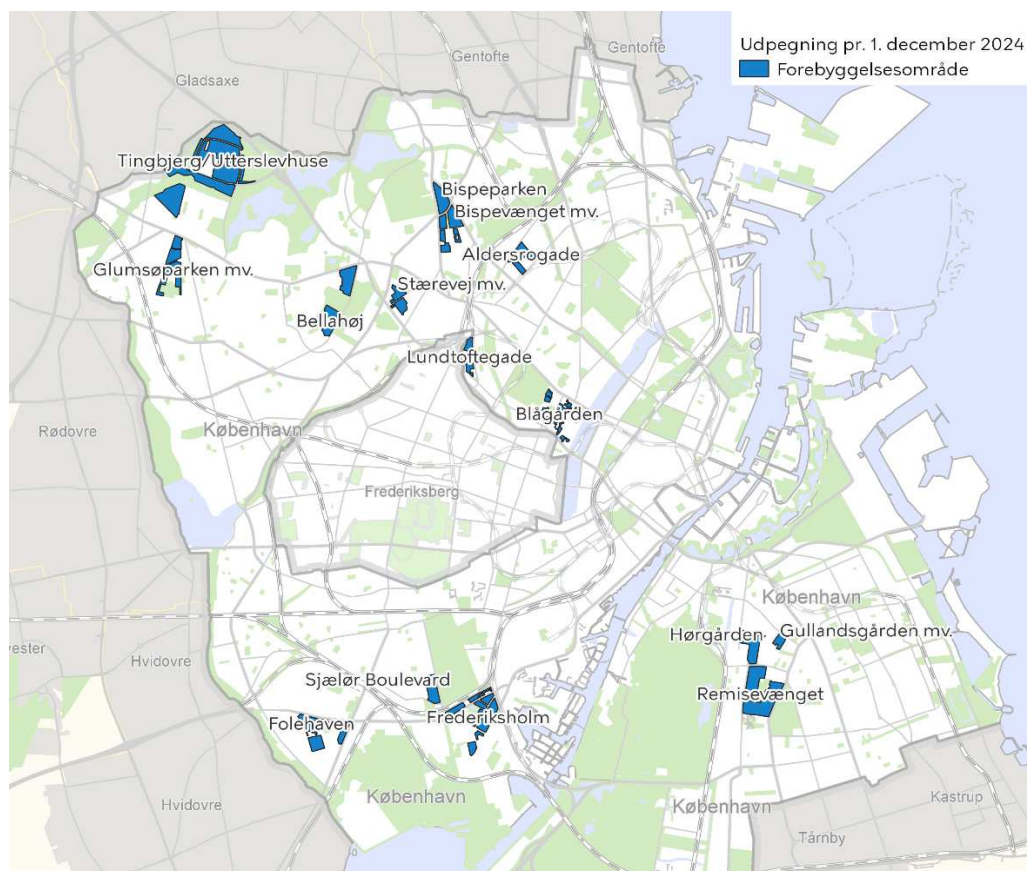 Udpegning pr. 1. december 2024
Forebyggelsesområde
Gentofte
Gentofte
Gladsaxe
Tingbjerg/Utterslevhuse
Bispeparken
Bispevænget mv.
Aldersrogade
Glumsøparken mv.
Stærevej mv.
Bellahøj
Lundtoftegade
Blågården
Rødovre
København
Frederiksberg
København
Hørgården
Gullandsgården mv.
vester
Hvidovre
Sjælør Boulevard
Remisevænget
Folehaven
Frederiksholm
København
København
Kastrup
Hvidovre
Tårnby